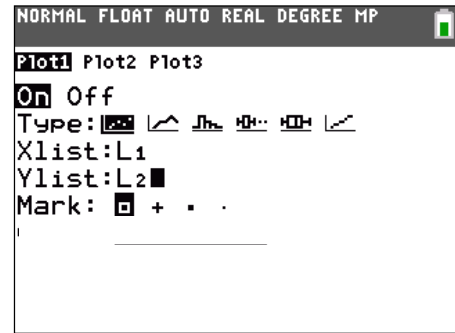 NORMAL FLOAT AUTO REAL DEGREE MP
Plot1 Plot2 Plot3
On Off
Type:
Xlist:L₁
Ylist:L₂
Mark: + ▪ ·